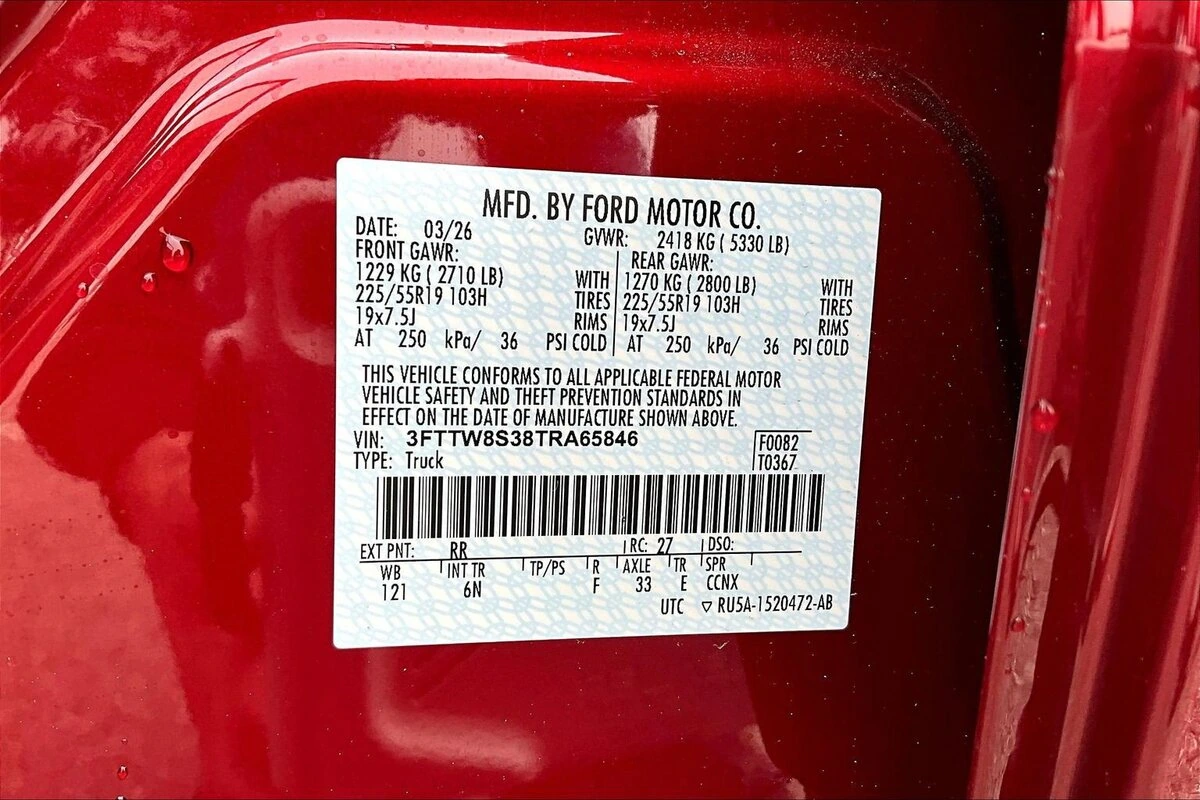 MFD. BY FORD MOTOR CO.
DATE: 03/26 GVWR: 2418 KG ( 5330 LB)
FRONT GAWR: REAR GAWR:
1229 KG ( 2710 LB) WITH 1270 KG ( 2800 LB) WITH
225/55R19 103H TIRES 225/55R19 103H TIRES
19x7.5J RIMS 19x7.5J RIMS
AT 250 kPa/ 36 PSI COLD AT 250 kPa/ 36 PSI COLD
THIS VEHICLE CONFORMS TO ALL APPLICABLE FEDERAL MOTOR
VEHICLE SAFETY AND THEFT PREVENTION STANDARDS IN
EFFECT ON THE DATE OF MANUFACTURE SHOWN ABOVE.
VIN: 3FTTW8S38TRA65846 F0082
TYPE: Truck T0367
EXT PNT: RR RC: 27 DSO:
WB INT TR TP/PS R AXLE TR SPR
121 6N F 33 E CCNX
UTC ▽ RU5A-1520472-AB